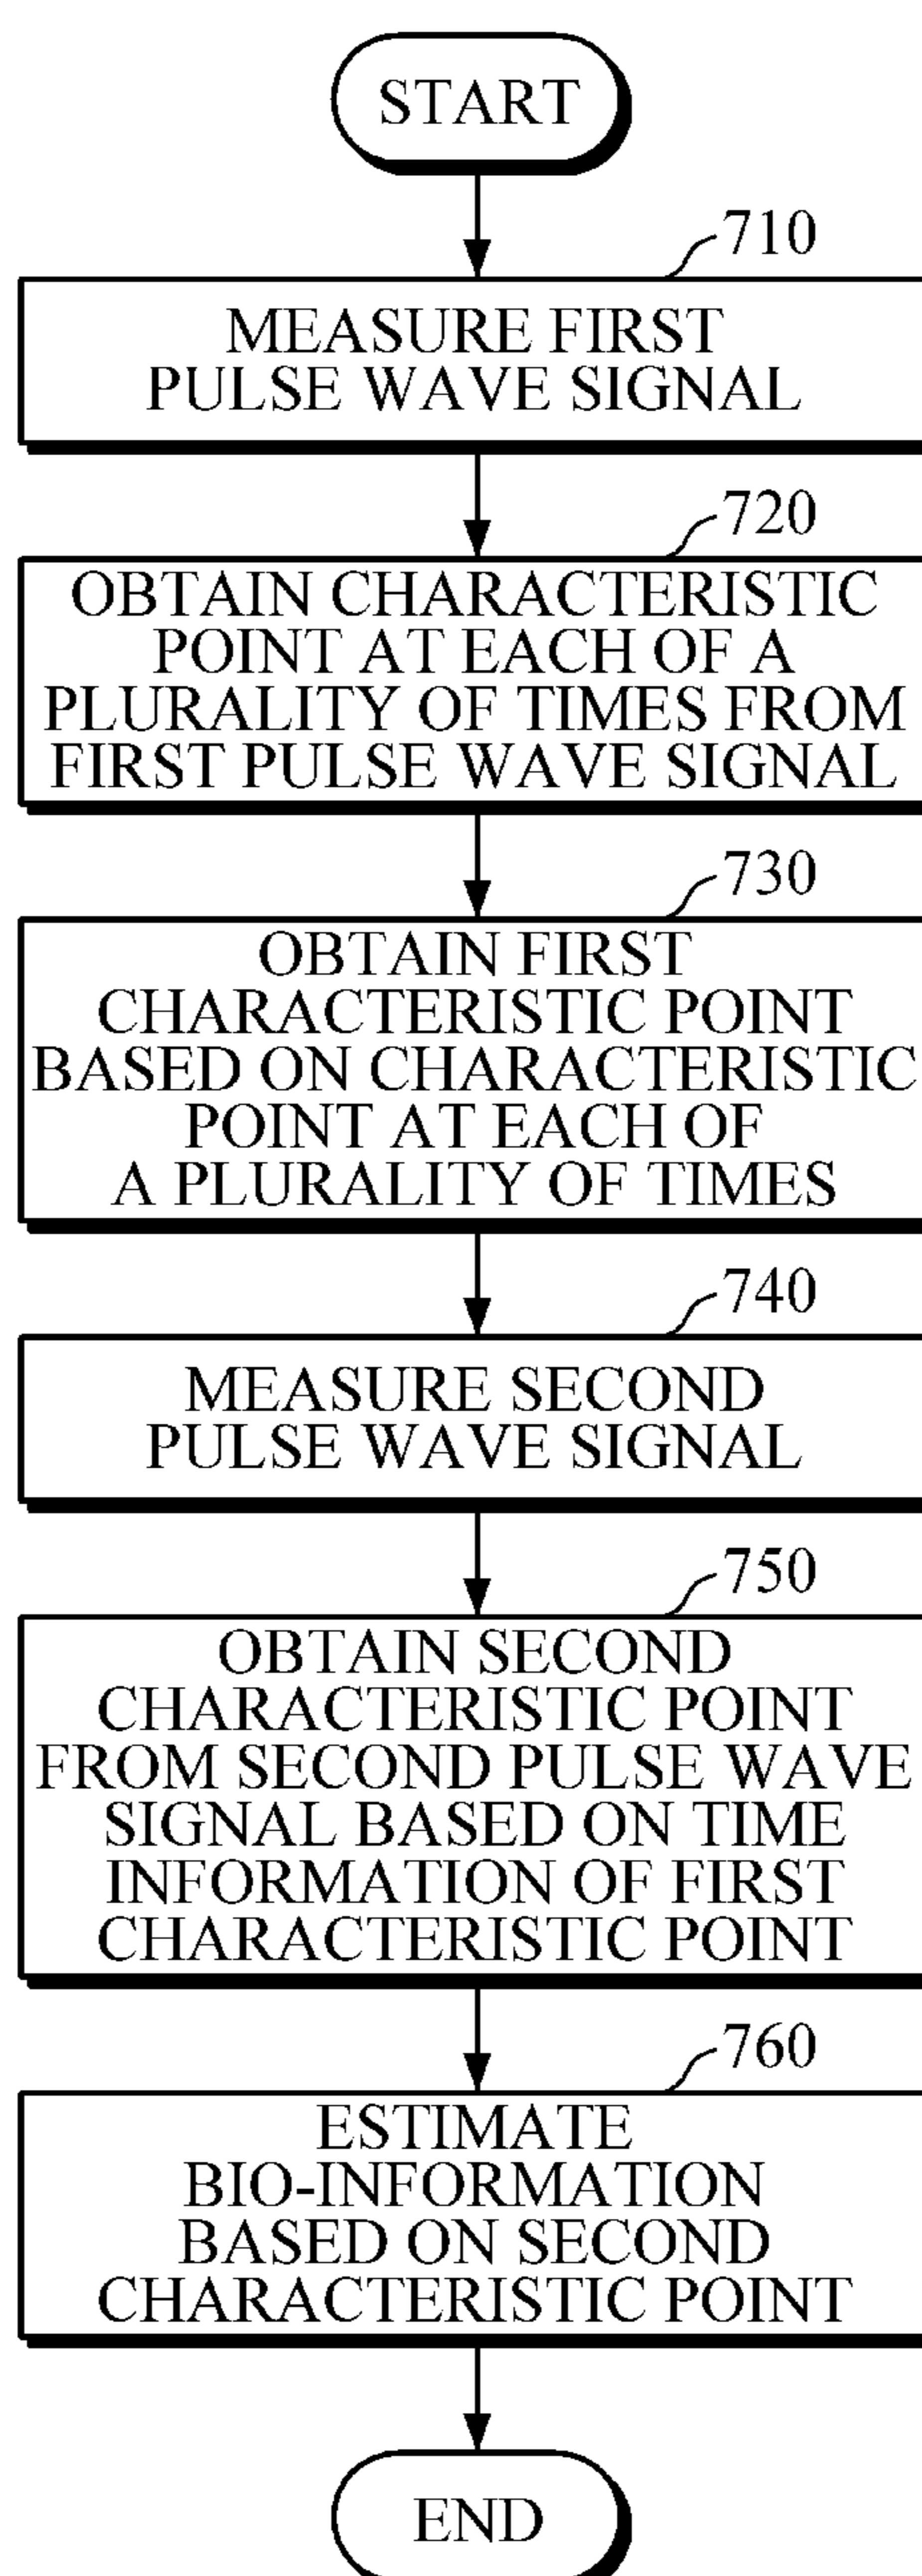 START
710
MEASURE FIRST
PULSE WAVE SIGNAL
720
OBTAIN CHARACTERISTIC
POINT AT EACH OF A
PLURALITY OF TIMES FROM
FIRST PULSE WAVE SIGNAL
730
OBTAIN FIRST
CHARACTERISTIC POINT
BASED ON CHARACTERISTIC
POINT AT EACH OF
A PLURALITY OF TIMES
740
MEASURE SECOND
PULSE WAVE SIGNAL
750
OBTAIN SECOND
CHARACTERISTIC POINT
FROM SECOND PULSE WAVE
SIGNAL BASED ON TIME
INFORMATION OF FIRST
CHARACTERISTIC POINT
760
ESTIMATE
BIO-INFORMATION
BASED ON SECOND
CHARACTERISTIC POINT
END